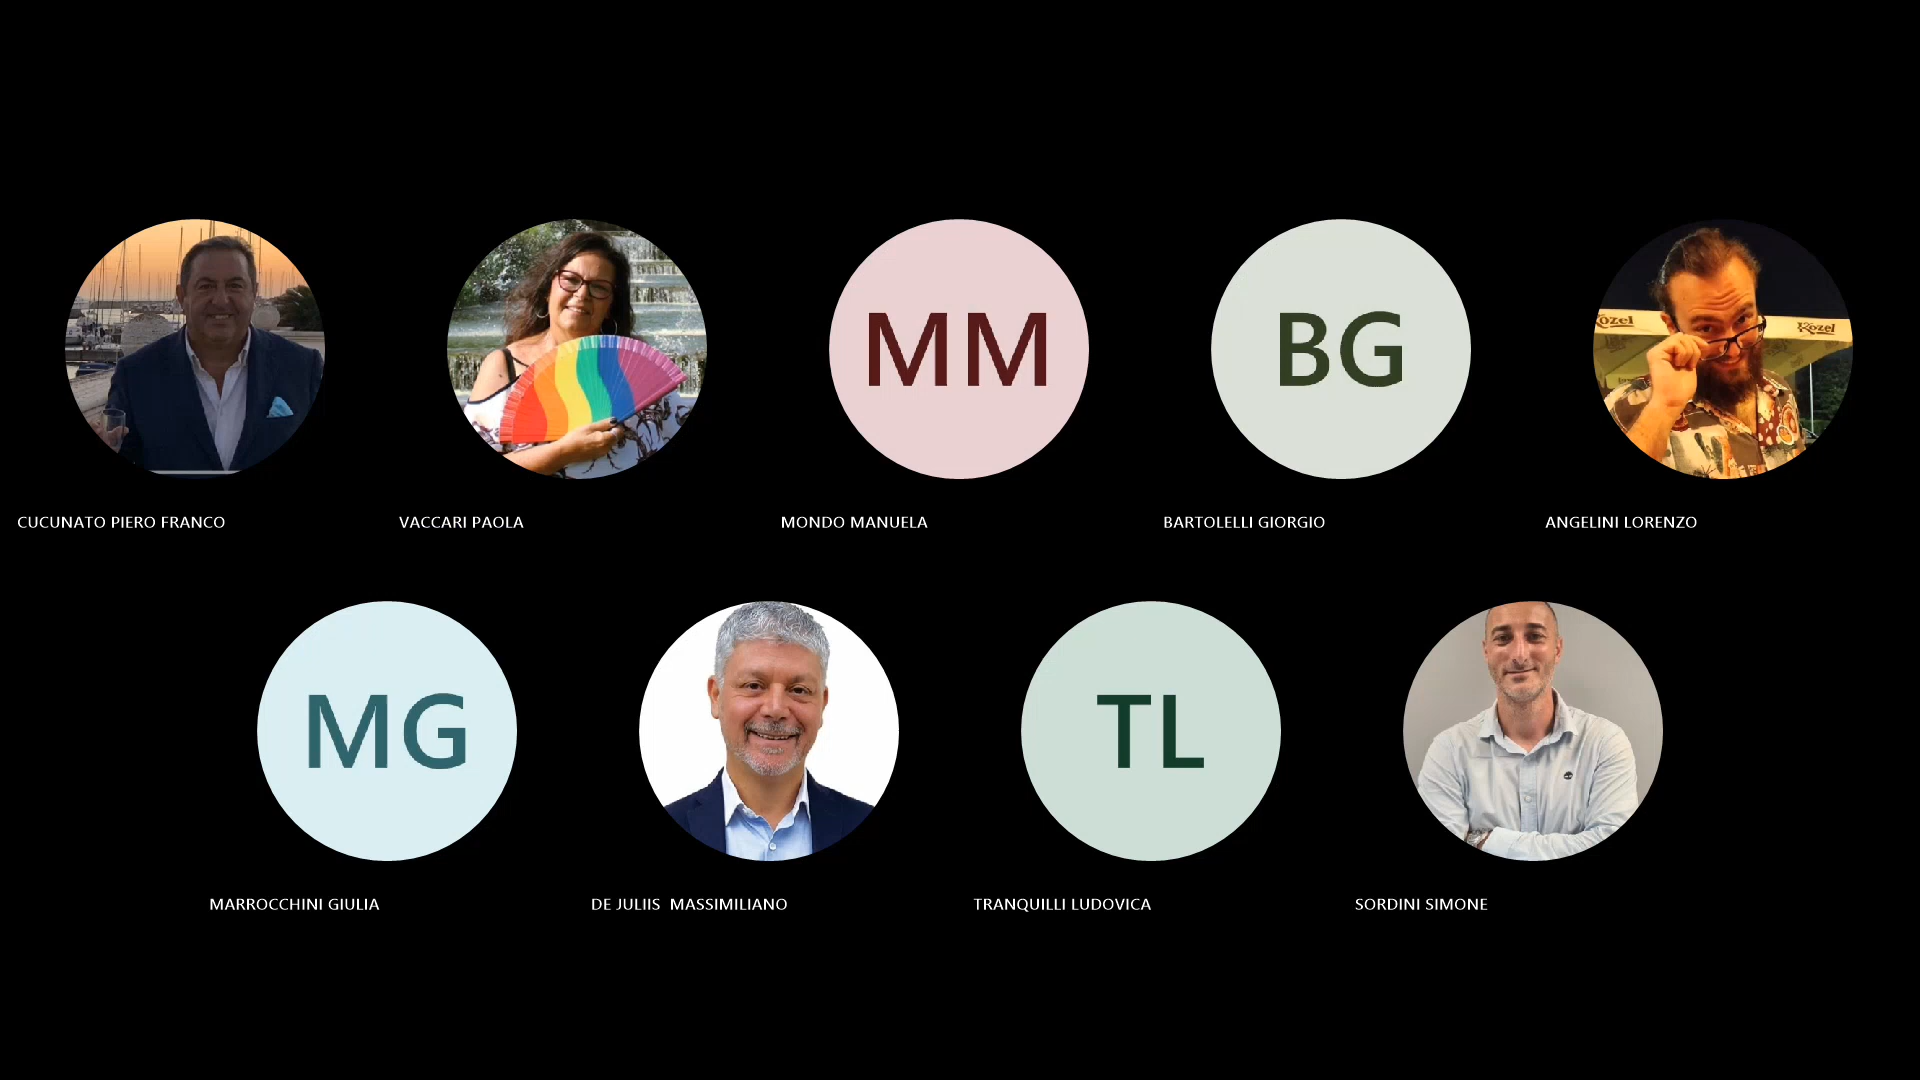 Kozel
MM
BG
CUCUNATO PIERO FRANCO
VACCARI PAOLA
MONDO MANUELA
BARTOLELLI GIORGIO
ANGELINI LORENZO
MG
TL
MARROCCHINI GIULIA
DE JULIIS  MASSIMILIANO
TRANQUILLI LUDOVICA
SORDINI SIMONE